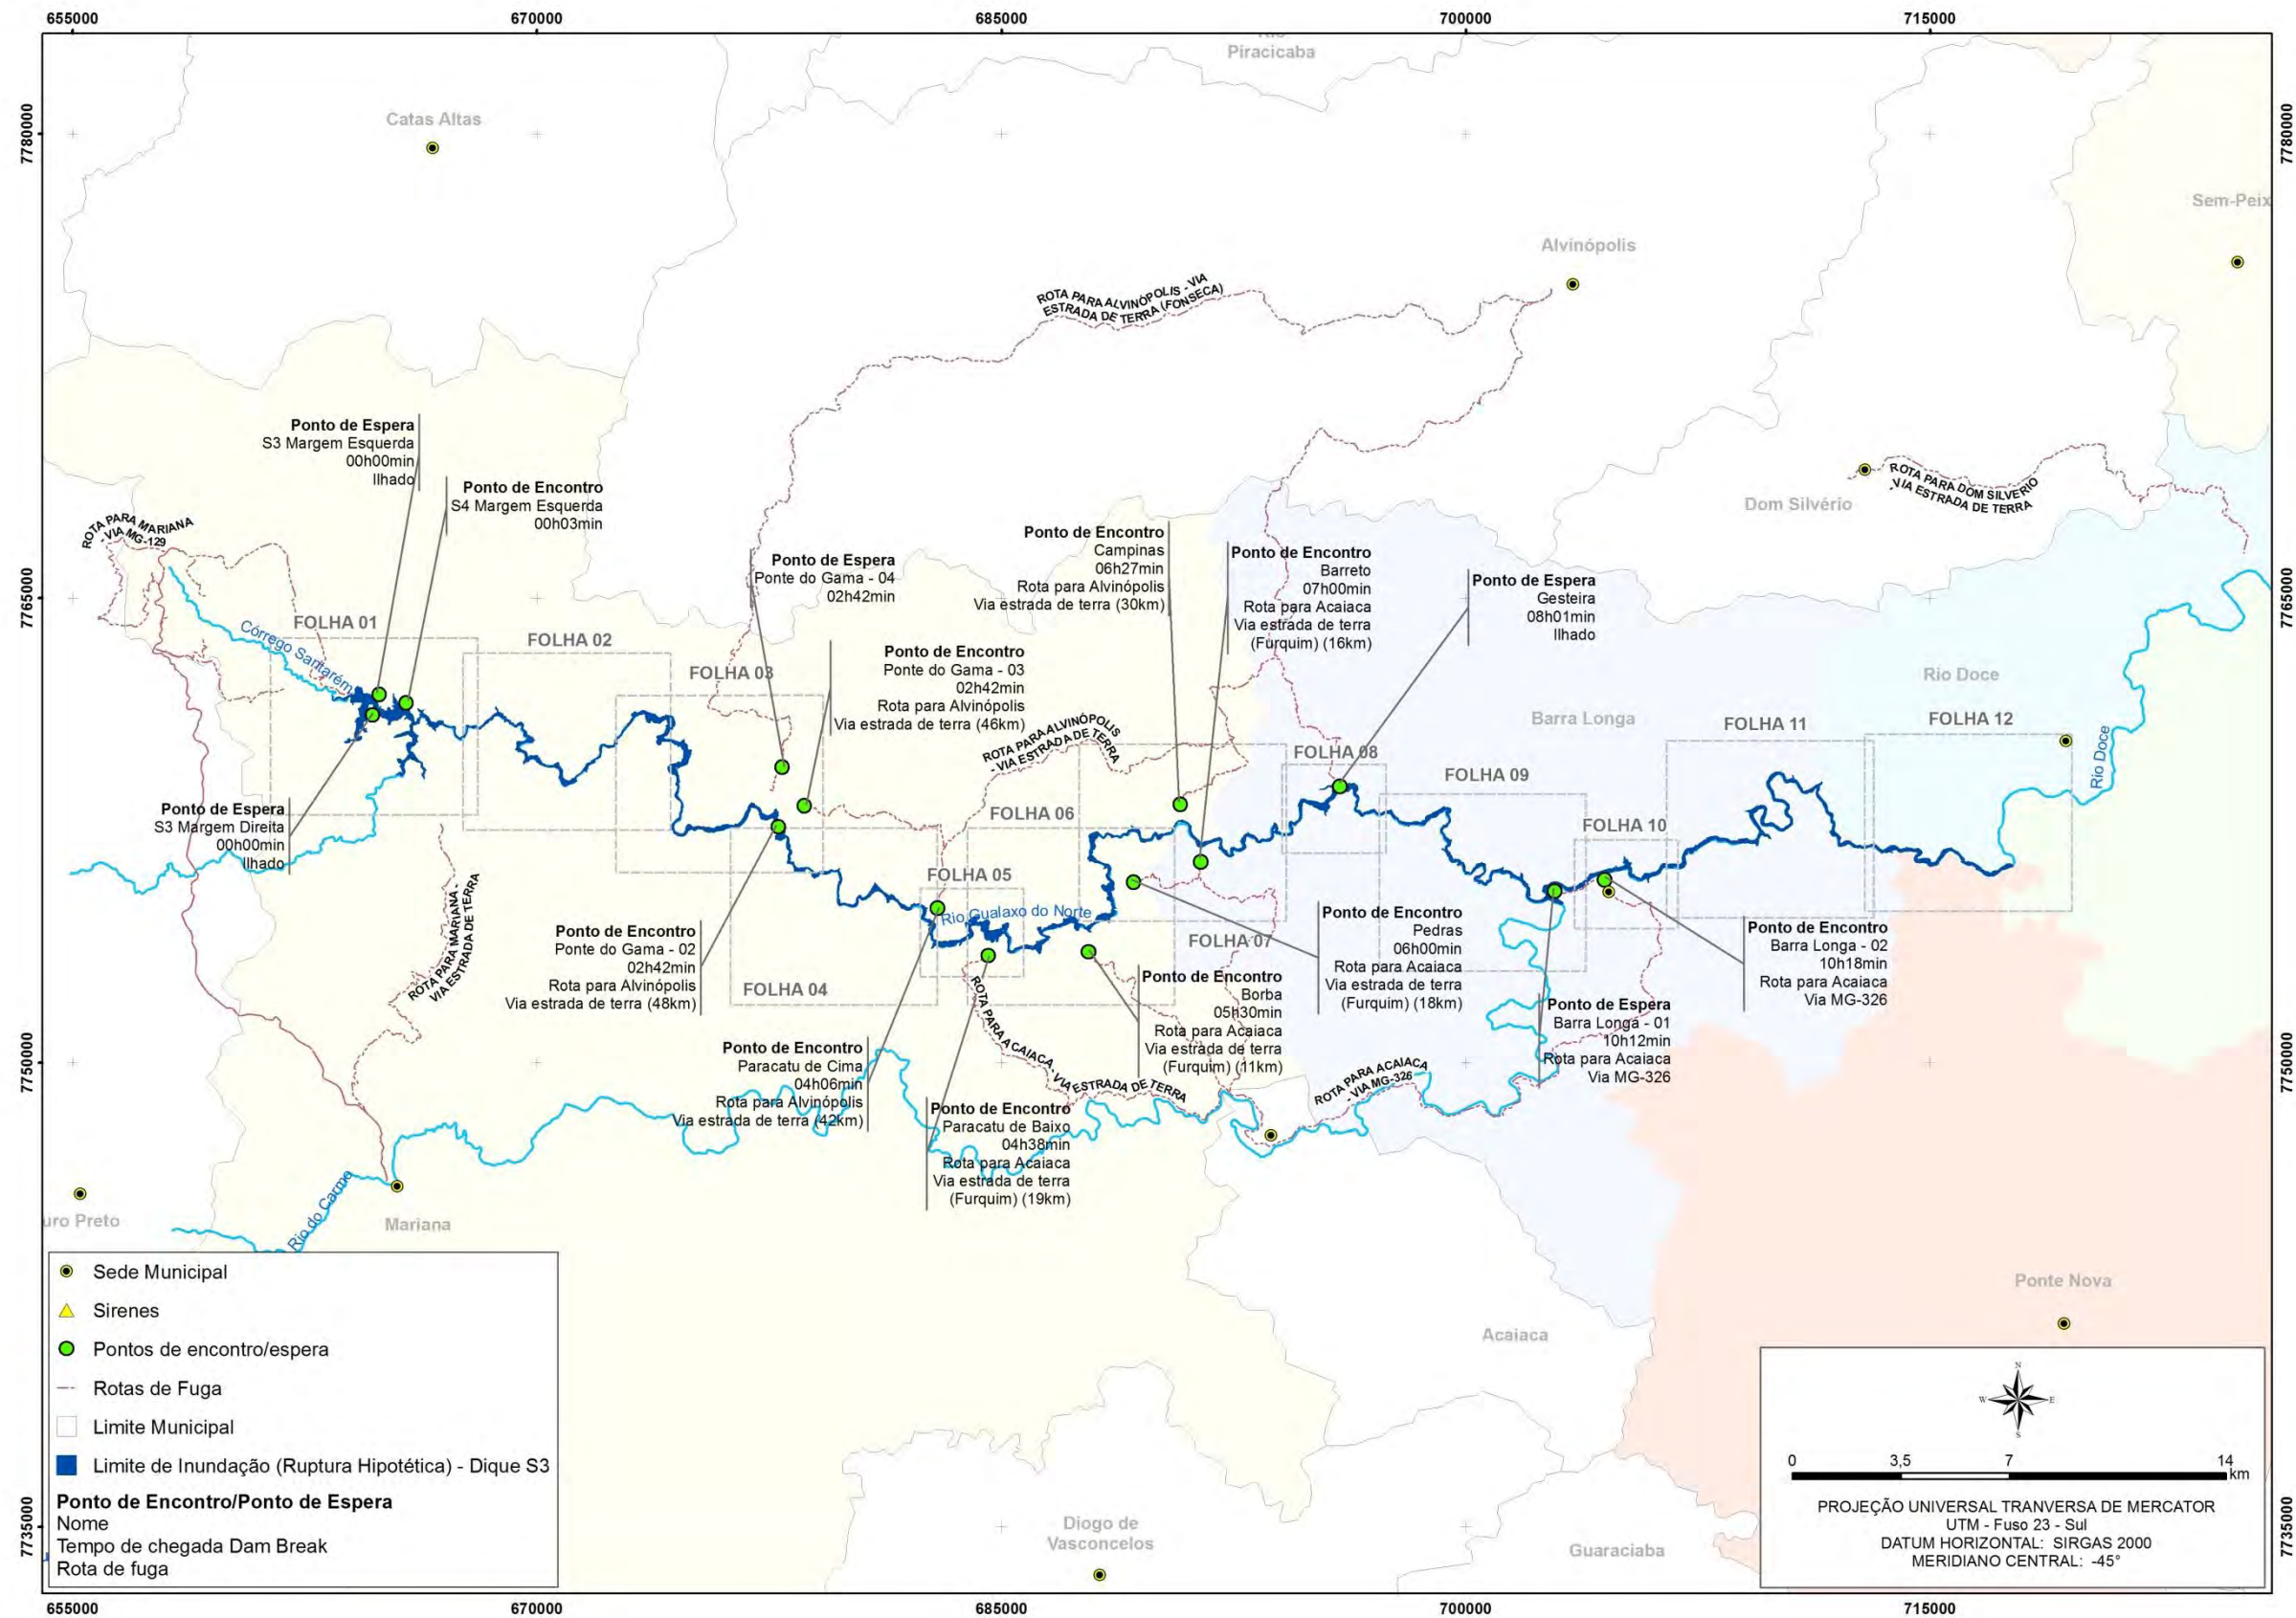 655000
670000
685000
700000
715000
7780000
7780000
7765000
7765000
7750000
7750000
7735000
7735000
Piracicaba
Catas Altas
Sem-Peix
Alvinópolis
ROTA PARA ALVINÓPOLIS - VIA
ESTRADA DE TERRA (FONSECA)
Ponto de Espera
S3 Margem Esquerda
00h00min
Ilhado
Ponto de Encontro
S4 Margem Esquerda
00h03min
ROTA PARA MARIANA
- VIA MG-129
Dom Silvério
ROTA PARA DOM SILVERIO
- VIA ESTRADA DE TERRA
Ponto de Espera
Ponte do Gama - 04
02h42min
Ponto de Encontro
Campinas
06h27min
Rota para Alvinópolis
Via estrada de terra (30km)
Ponto de Encontro
Barreto
07h00min
Rota para Acaiaca
Via estrada de terra
(Furquim) (16km)
Ponto de Espera
Gesteira
08h01min
Ilhado
Córrego Santarém
FOLHA 01
FOLHA 02
FOLHA 03
Ponto de Encontro
Ponte do Gama - 03
02h42min
Rota para Alvinópolis
Via estrada de terra (46km)
ROTA PARA ALVINÓPOLIS
- VIA ESTRADA DE TERRA
Barra Longa
Rio Doce
FOLHA 08
FOLHA 09
FOLHA 11
FOLHA 12
Rio Doce
Ponto de Espera
S3 Margem Direita
00h00min
Ilhado
FOLHA 06
FOLHA 10
FOLHA 05
Rio Gualaxo do Norte
ROTA PARA MARIANA -
VIA ESTRADA DE TERRA
Ponto de Encontro
Ponte do Gama - 02
02h42min
Rota para Alvinópolis
Via estrada de terra (48km)
FOLHA 04
FOLHA 07
Ponto de Encontro
Pedras
06h00min
Rota para Acaiaca
Via estrada de terra
(Furquim) (18km)
Ponto de Encontro
Barra Longa - 02
10h18min
Rota para Acaiaca
Via MG-326
Ponto de Encontro
Borba
05h30min
Rota para Acaiaca
Via estrada de terra
(Furquim) (11km)
Ponto de Espera
Barra Longa - 01
10h12min
Rota para Acaiaca
Via MG-326
ROTA PARA ACAIACA - VIA ESTRADA DE TERRA
ROTA PARA ACAIACA
- VIA MG-326
Ponto de Encontro
Paracatu de Cima
04h06min
Rota para Alvinópolis
Via estrada de terra (42km)
Ponto de Encontro
Paracatu de Baixo
04h38min
Rota para Acaiaca
Via estrada de terra
(Furquim) (19km)
uro Preto
Rio do Carmo
Mariana
Ponte Nova
Acaiaca
Diogo de
Vasconcelos
Guaraciaba
Sede Municipal
Sirenes
Pontos de encontro/espera
Rotas de Fuga
Limite Municipal
Limite de Inundação (Ruptura Hipotética) - Dique S3
Ponto de Encontro/Ponto de Espera
Nome
Tempo de chegada Dam Break
Rota de fuga
N
W
E
S
0
3,5
7
14
km
PROJEÇÃO UNIVERSAL TRANVERSA DE MERCATOR
UTM - Fuso 23 - Sul
DATUM HORIZONTAL: SIRGAS 2000
MERIDIANO CENTRAL: -45°
655000
670000
685000
700000
715000